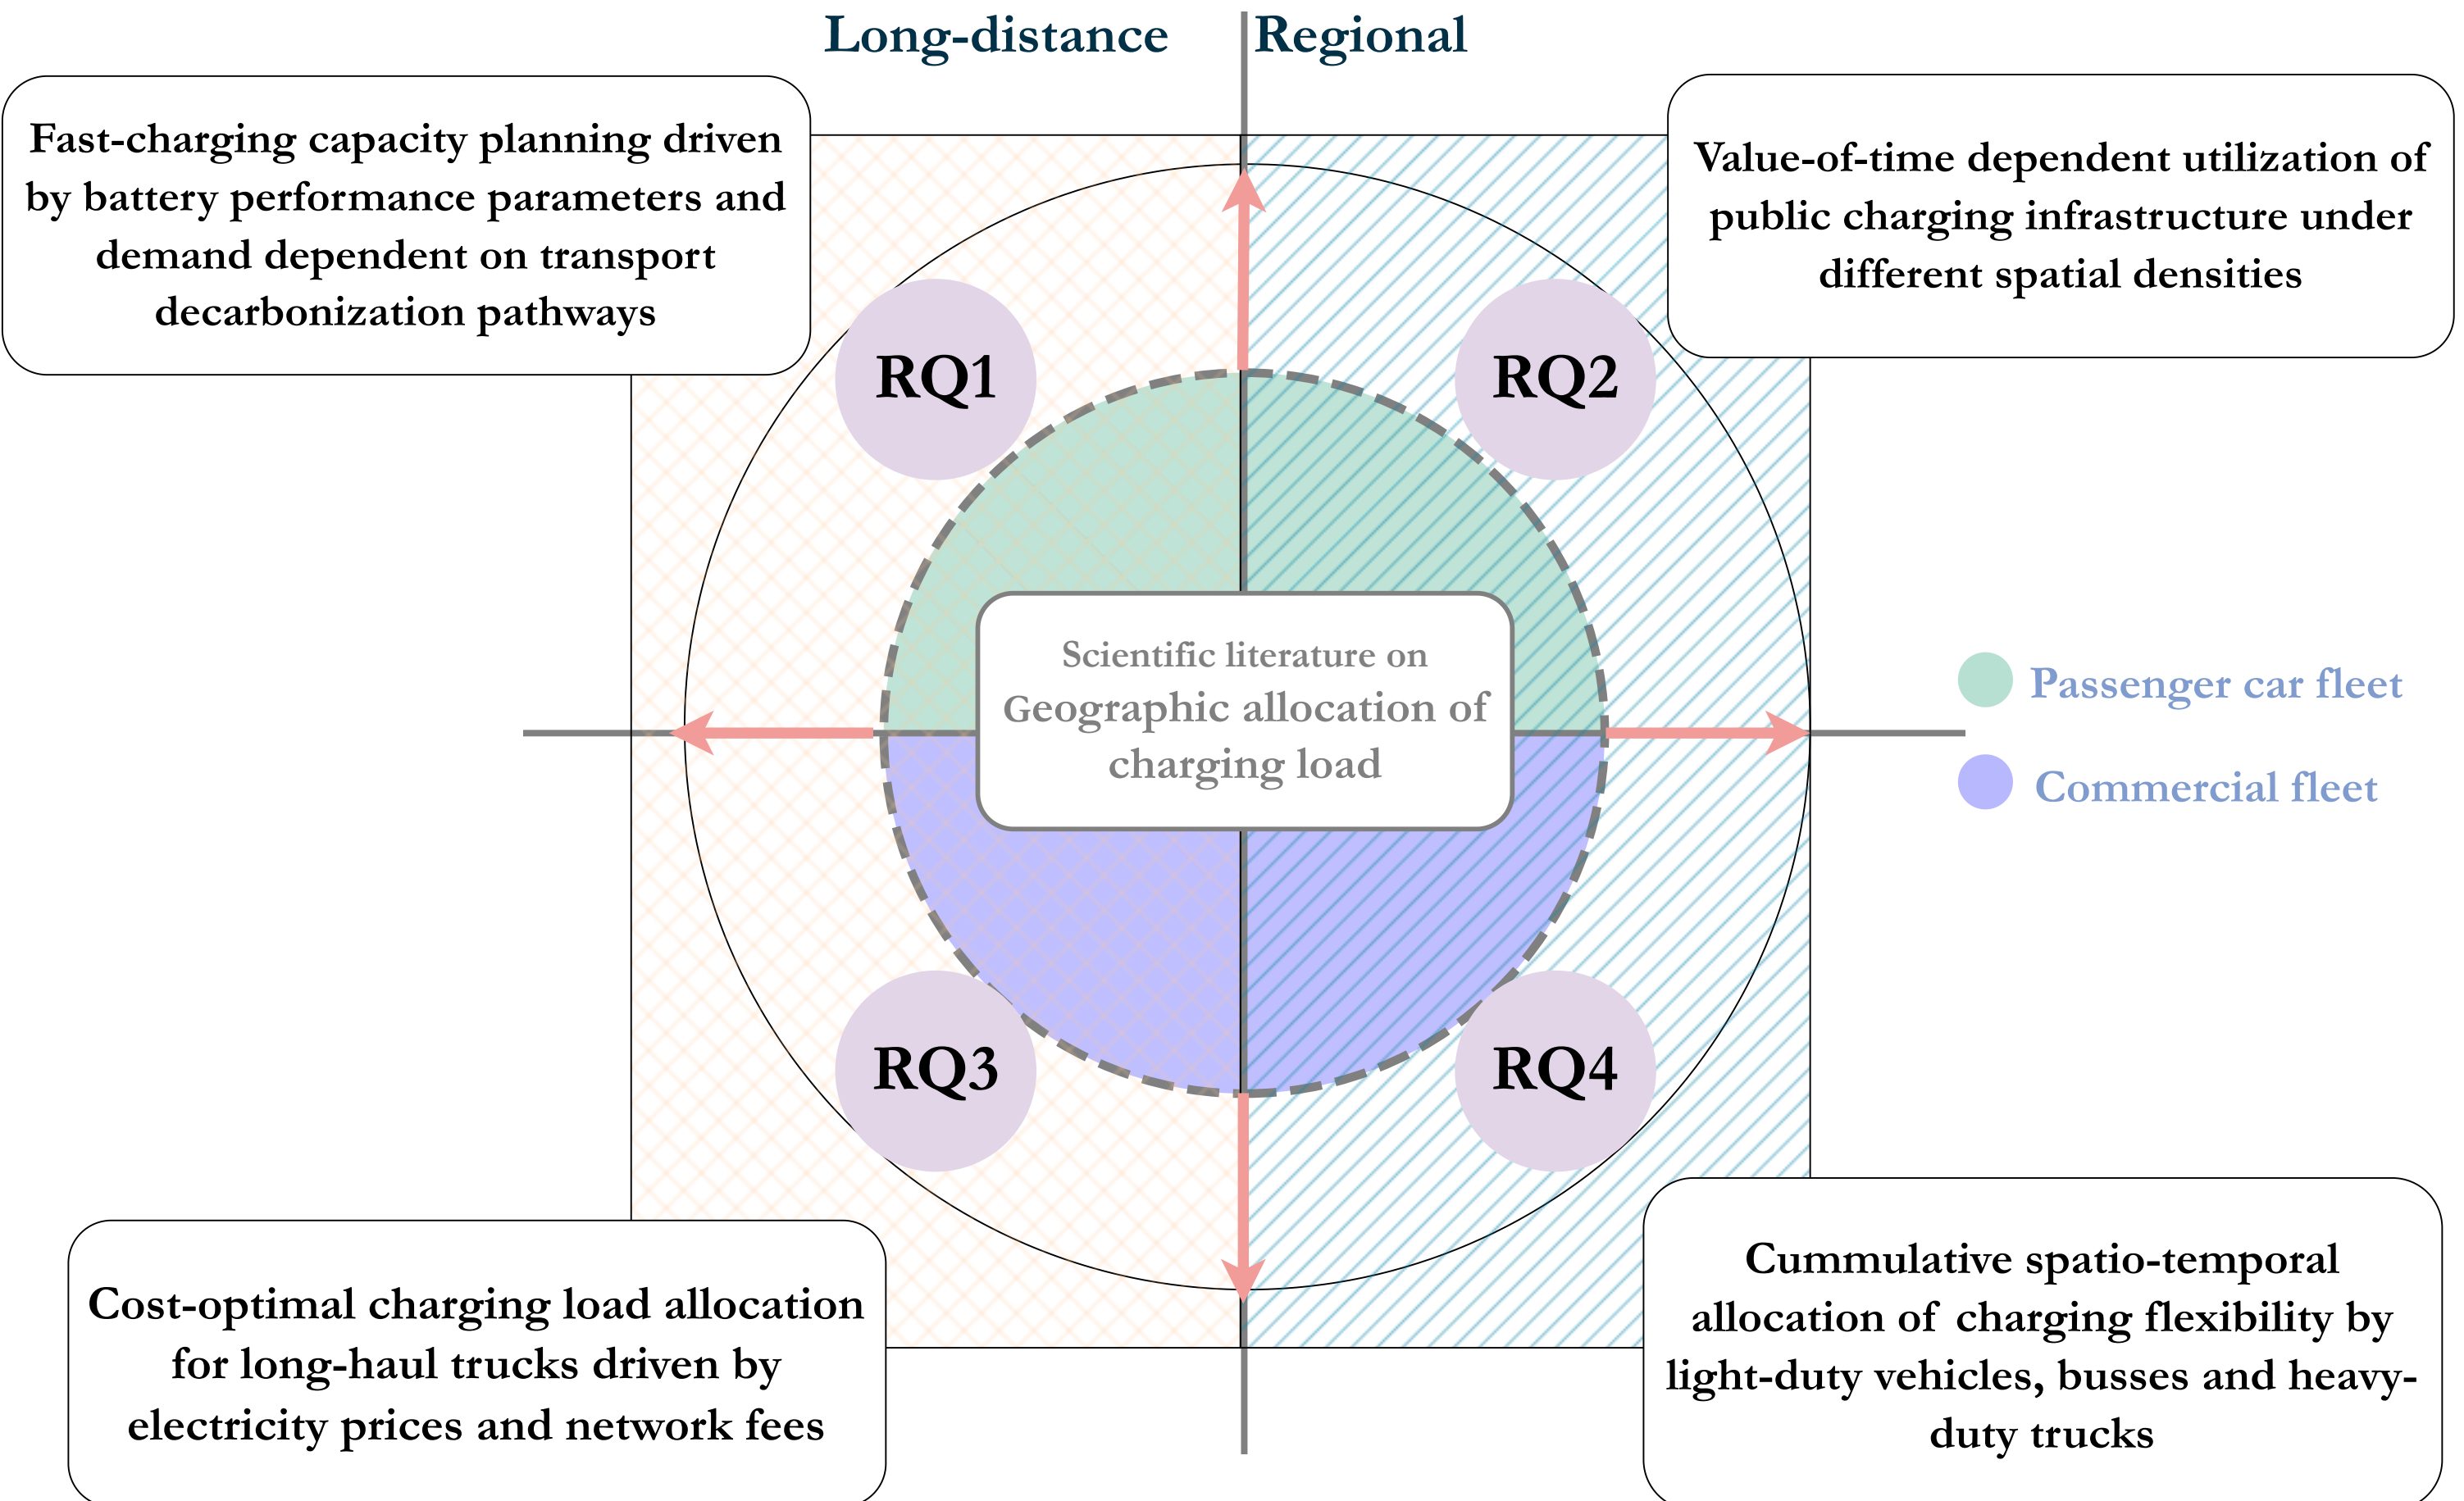 Long-distance
Regional
Fast-charging capacity planning driven
by battery performance parameters and
demand dependent on transport
decarbonization pathways
Value-of-time dependent utilization of
public charging infrastructure under
different spatial densities
RQ1
RQ2
Scientific literature on
Geographic allocation of
charging load
Passenger car fleet
Commercial fleet
RQ3
RQ4
Cost-optimal charging load allocation
for long-haul trucks driven by
electricity prices and network fees
Cummulative spatio-temporal
allocation of charging flexibility by
light-duty vehicles, busses and heavy-
duty trucks